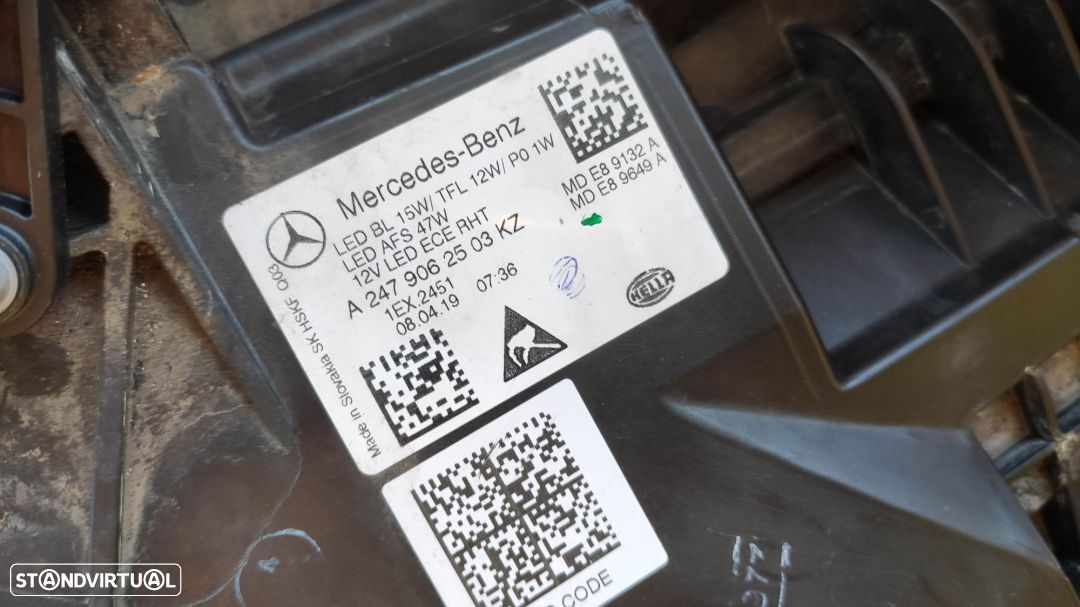 Mercedes-Benz
LED BL 15W/ TFL 12W/ PO 1W
LED AFS 47W
12V LED ECE RHT
A 247 906 25 03 KZ
1EX.2451
08.04.19 07:36
MD E8 9132 A
MD E8 9649 A
HELLA
Made in Slovakia SK HSKF Q03
CODE
STANDVIRTUAL